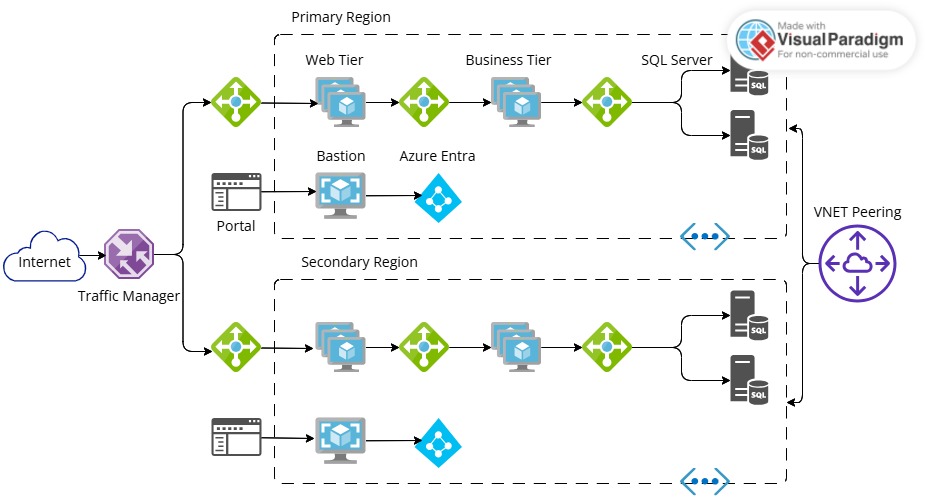 Primary Region
Made with
Visual Paradigm
For non-commercial use
Web Tier
Business Tier
SQL Server
SQL
SQL
Bastion
Azure Entra
Portal
VNET Peering
Internet
Traffic Manager
Secondary Region
SQL
SQL